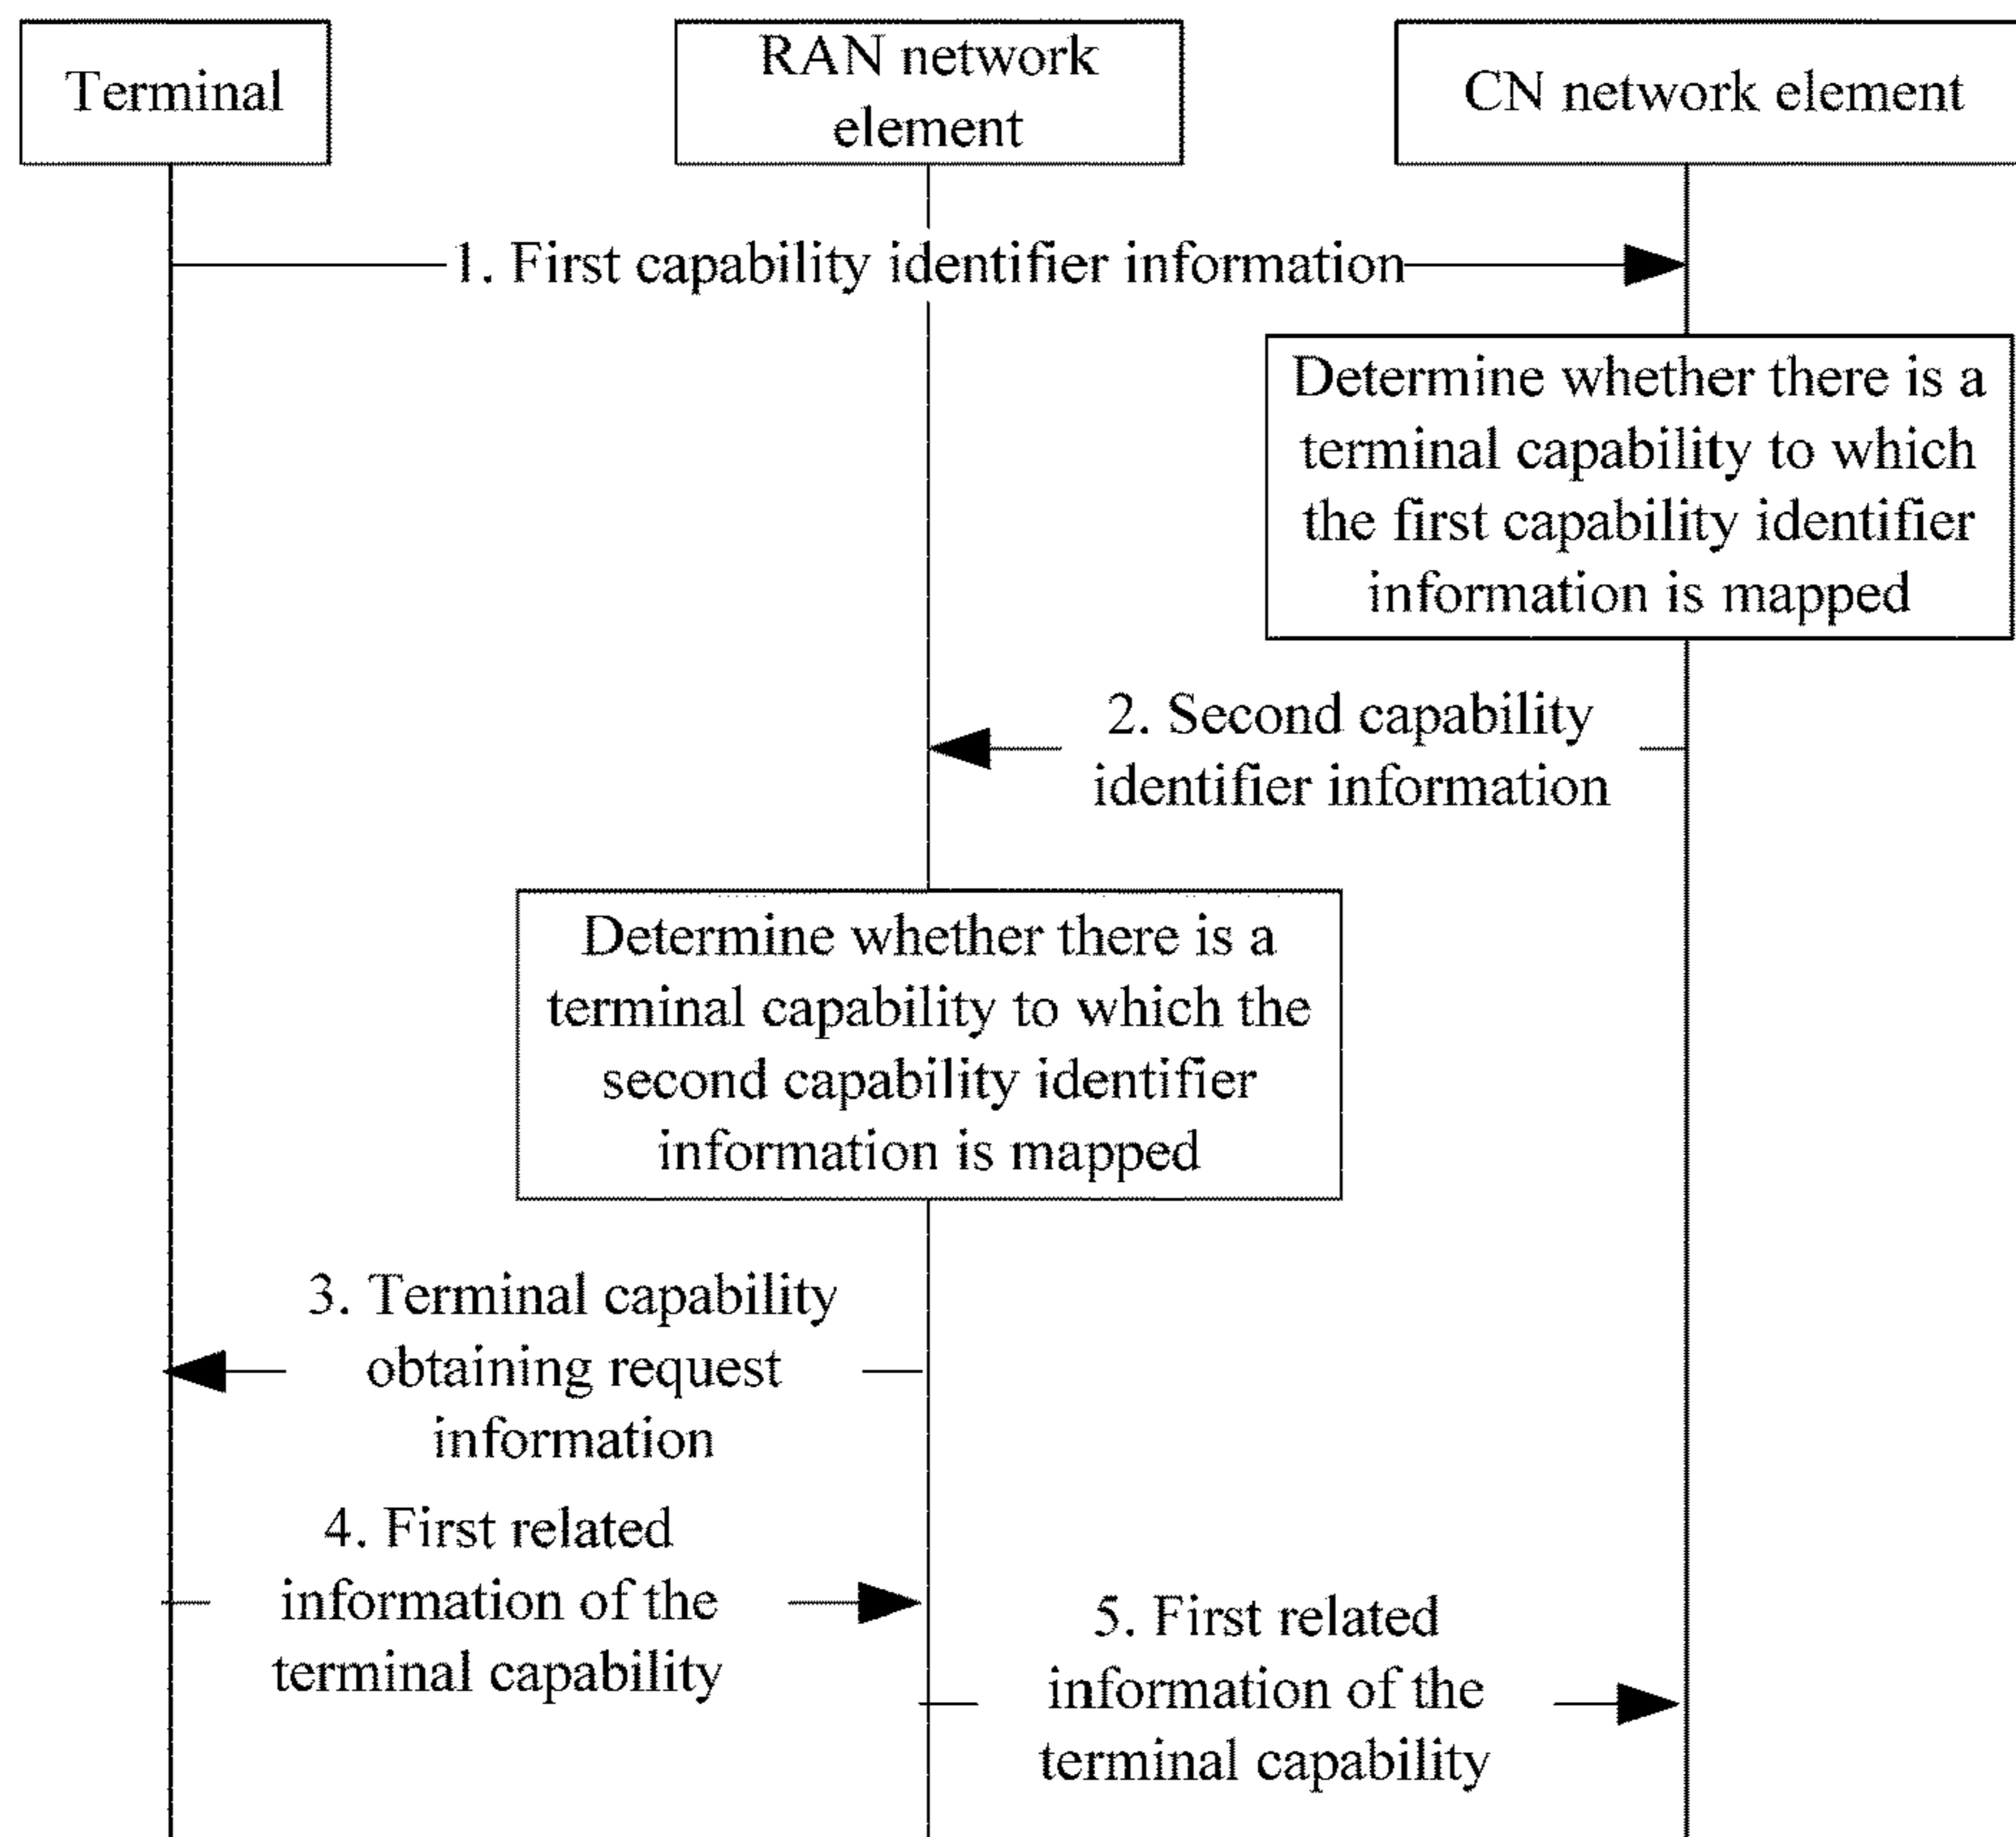 Terminal
RAN network
element
CN network element
1. First capability identifier information
Determine whether there is a
terminal capability to which
the first capability identifier
information is mapped
2. Second capability
identifier information
Determine whether there is a
terminal capability to which the
second capability identifier
information is mapped
3. Terminal capability
obtaining request
information
4. First related
information of the
terminal capability
5. First related
information of the
terminal capability